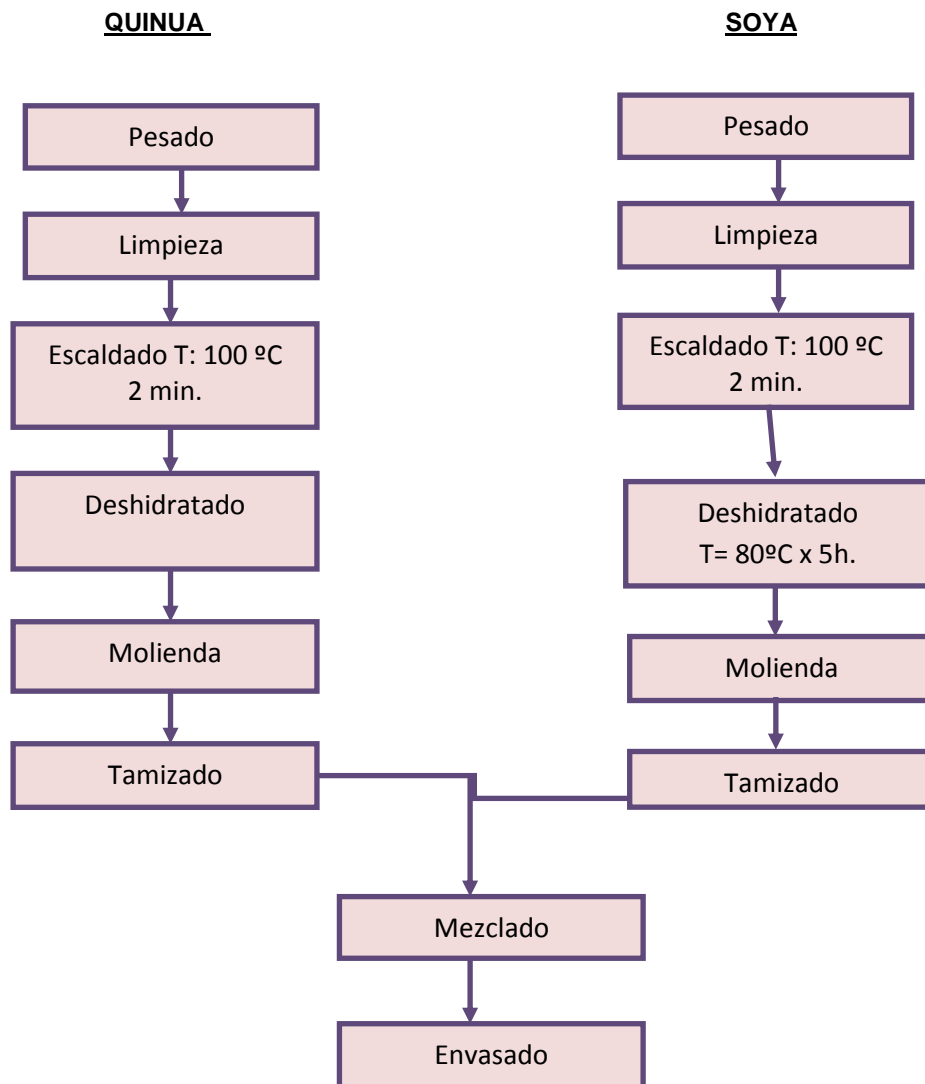 QUINUA
Pesado
Limpieza
Escaldado T: 100 ºC
2 min.
Deshidratado
Molienda
Tamizado
SOYA
Pesado
Limpieza
Escaldado T: 100 ºC
2 min.
Deshidratado
T= 80ºC x 5h.
Molienda
Tamizado
Mezclado
Envasado